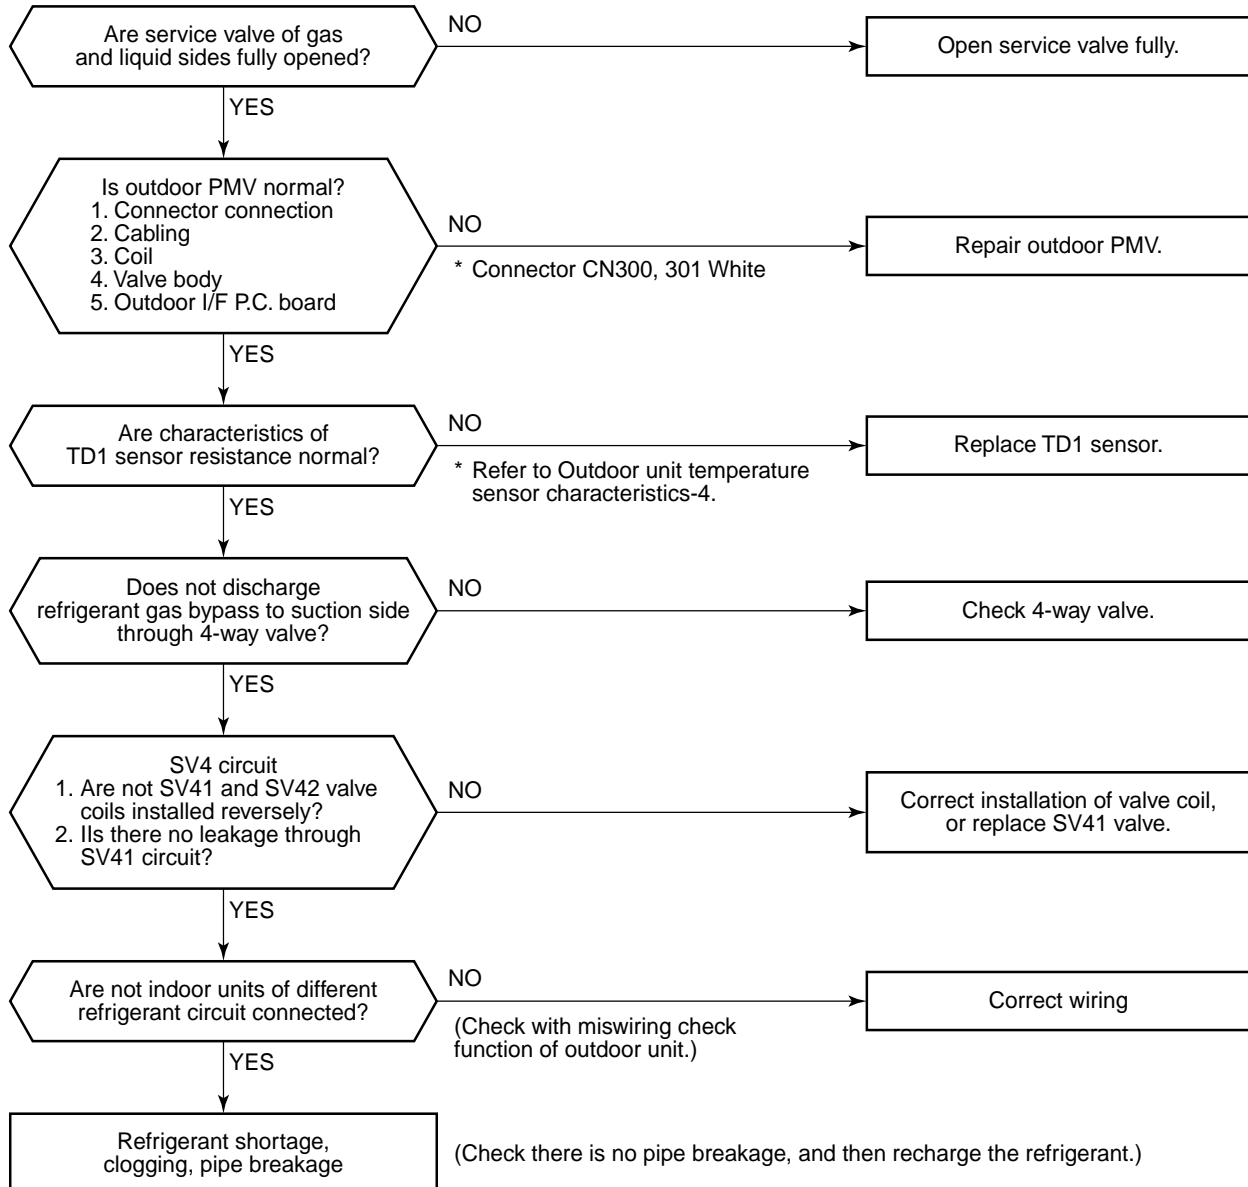 Are service valve of gas
and liquid sides fully opened?
NO
Open service valve fully.
YES
Is outdoor PMV normal?
1. Connector connection
2. Cabling
3. Coil
4. Valve body
5. Outdoor I/F P.C. board
NO
* Connector CN300, 301 White
Repair outdoor PMV.
YES
Are characteristics of
TD1 sensor resistance normal?
NO
* Refer to Outdoor unit temperature
sensor characteristics-4.
Replace TD1 sensor.
YES
Does not discharge
refrigerant gas bypass to suction side
through 4-way valve?
NO
Check 4-way valve.
YES
SV4 circuit
1. Are not SV41 and SV42 valve
coils installed reversely?
2. IIs there no leakage through
SV41 circuit?
NO
Correct installation of valve coil,
or replace SV41 valve.
YES
Are not indoor units of different
refrigerant circuit connected?
NO
(Check with miswiring check
function of outdoor unit.)
Correct wiring
YES
Refrigerant shortage,
clogging, pipe breakage
(Check there is no pipe breakage, and then recharge the refrigerant.)